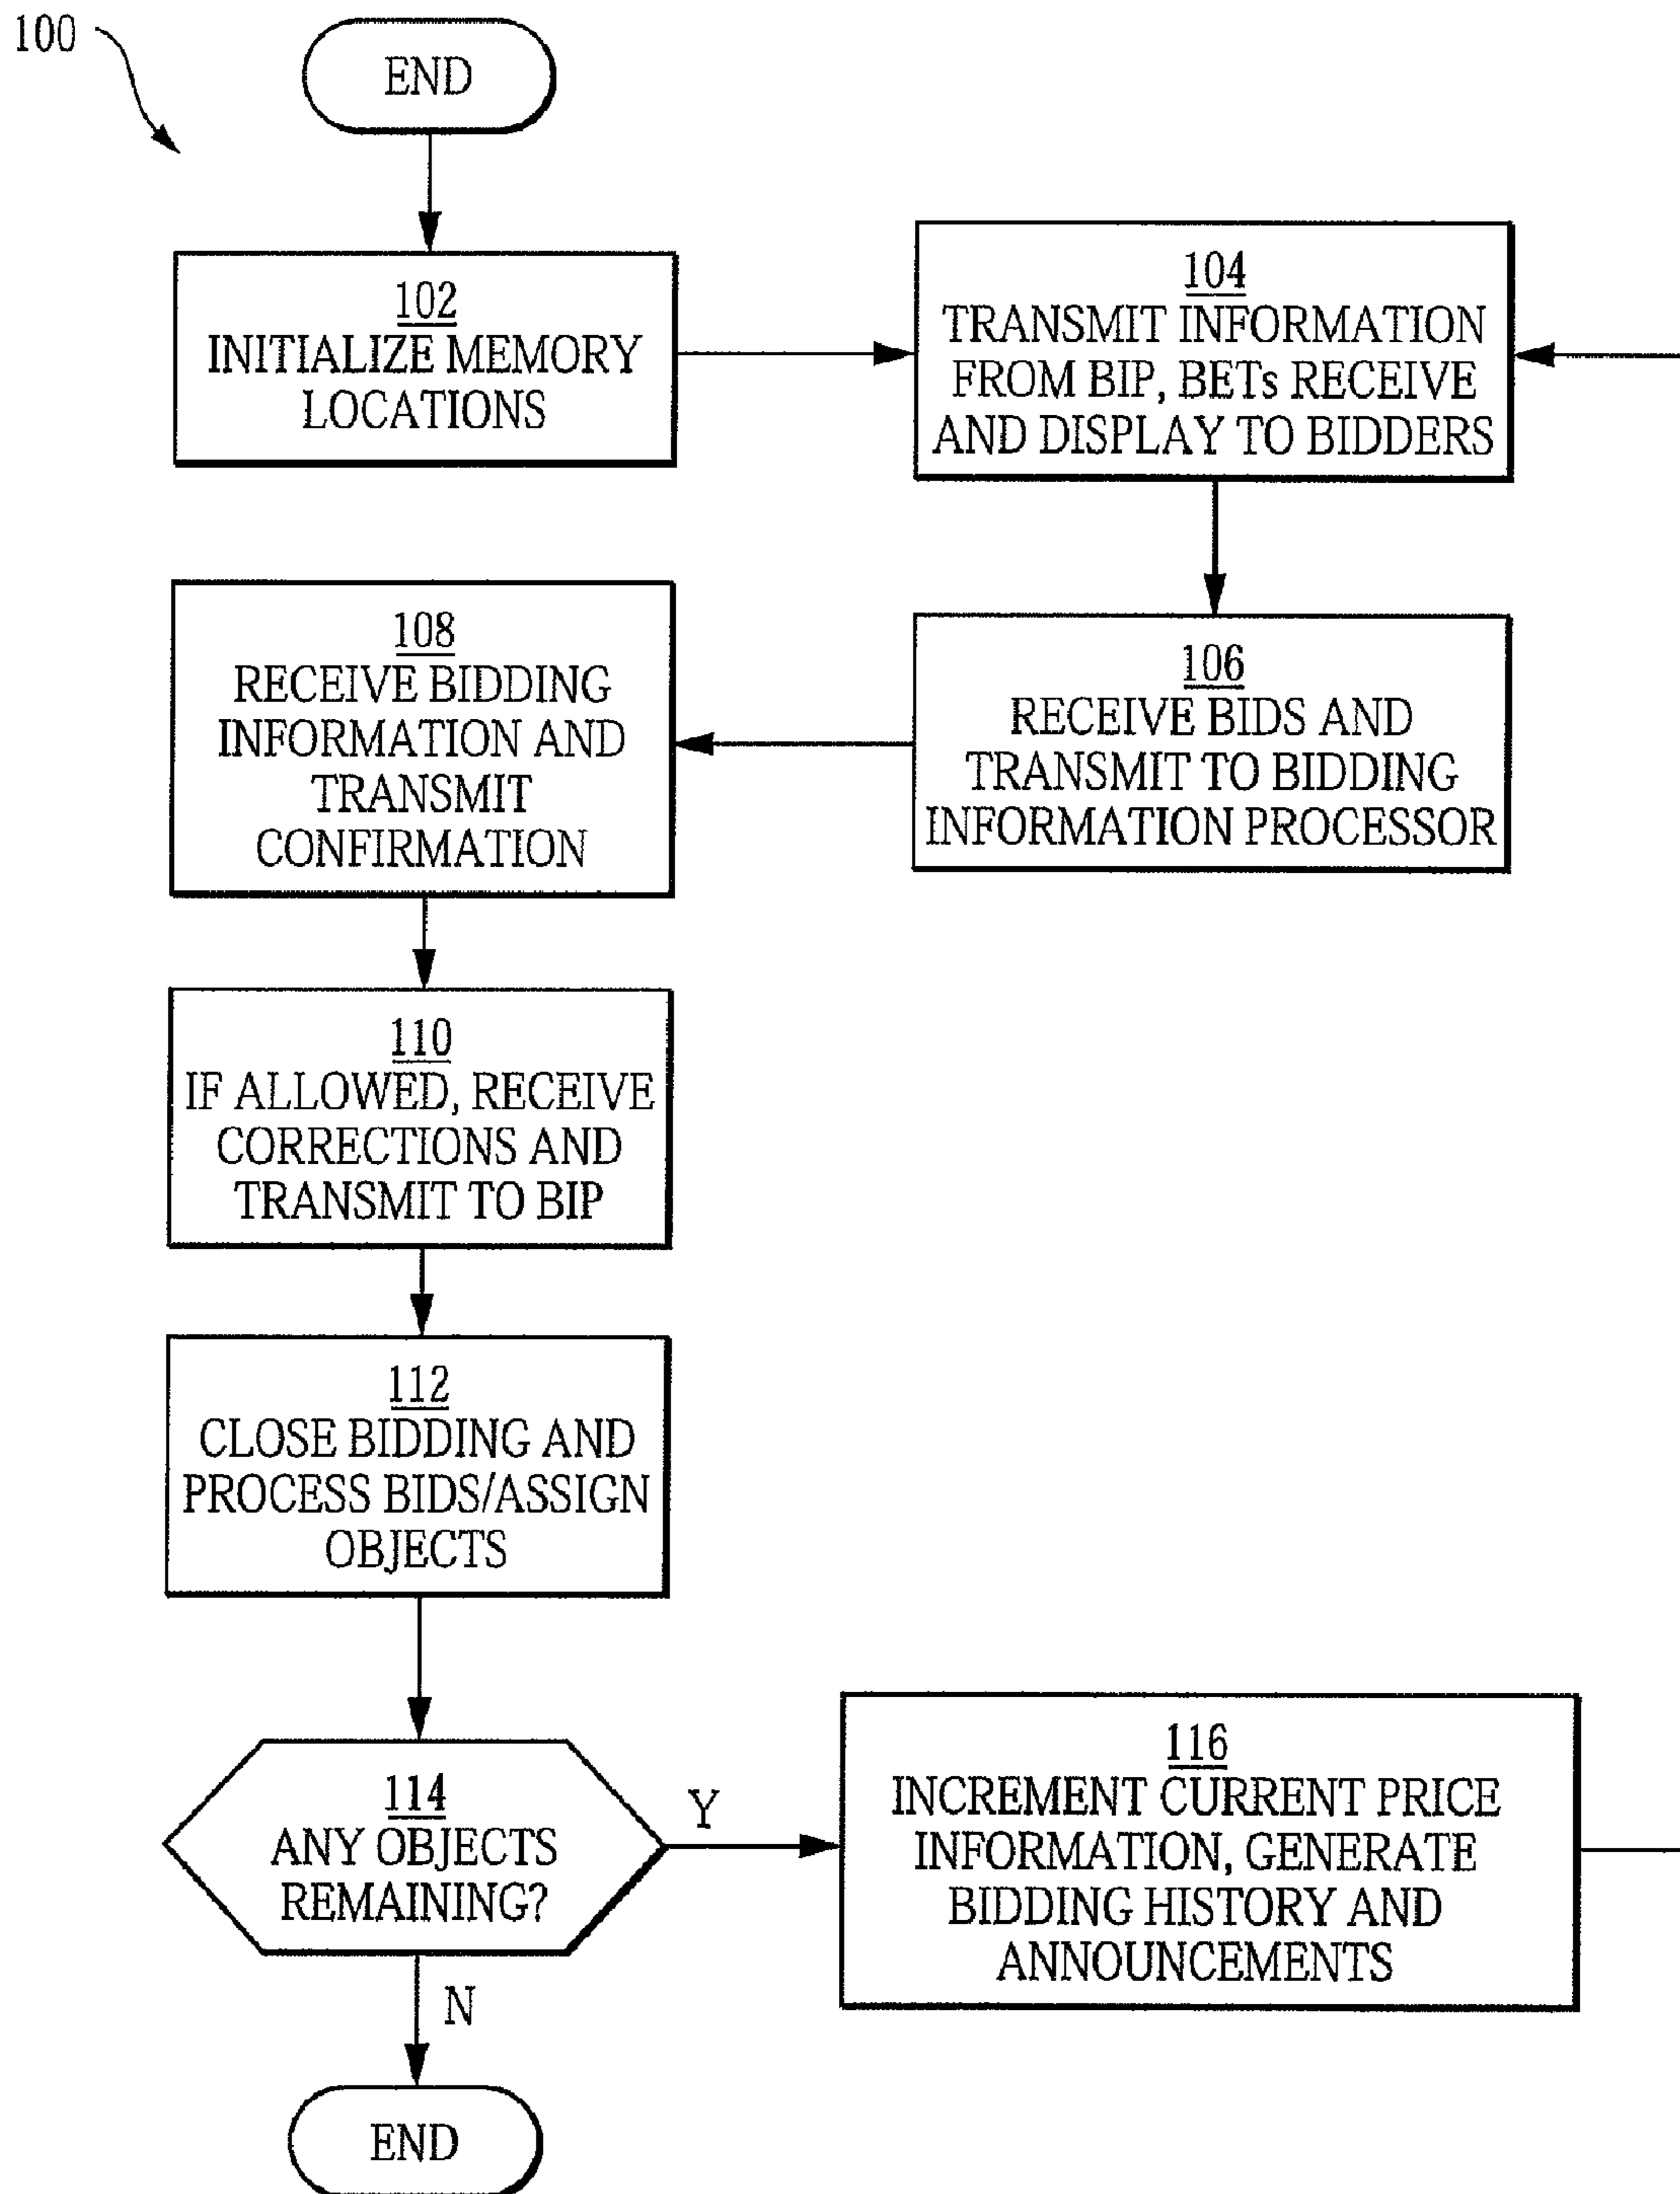 100
END
102
INITIALIZE MEMORY
LOCATIONS
104
TRANSMIT INFORMATION
FROM BIP, BETs RECEIVE
AND DISPLAY TO BIDDERS
106
RECEIVE BIDS AND
TRANSMIT TO BIDDING
INFORMATION PROCESSOR
108
RECEIVE BIDDING
INFORMATION AND
TRANSMIT
CONFIRMATION
110
IF ALLOWED, RECEIVE
CORRECTIONS AND
TRANSMIT TO BIP
112
CLOSE BIDDING AND
PROCESS BIDS/ASSIGN
OBJECTS
114
ANY OBJECTS
REMAINING?
Y
116
INCREMENT CURRENT PRICE
INFORMATION, GENERATE
BIDDING HISTORY AND
ANNOUNCEMENTS
N
END